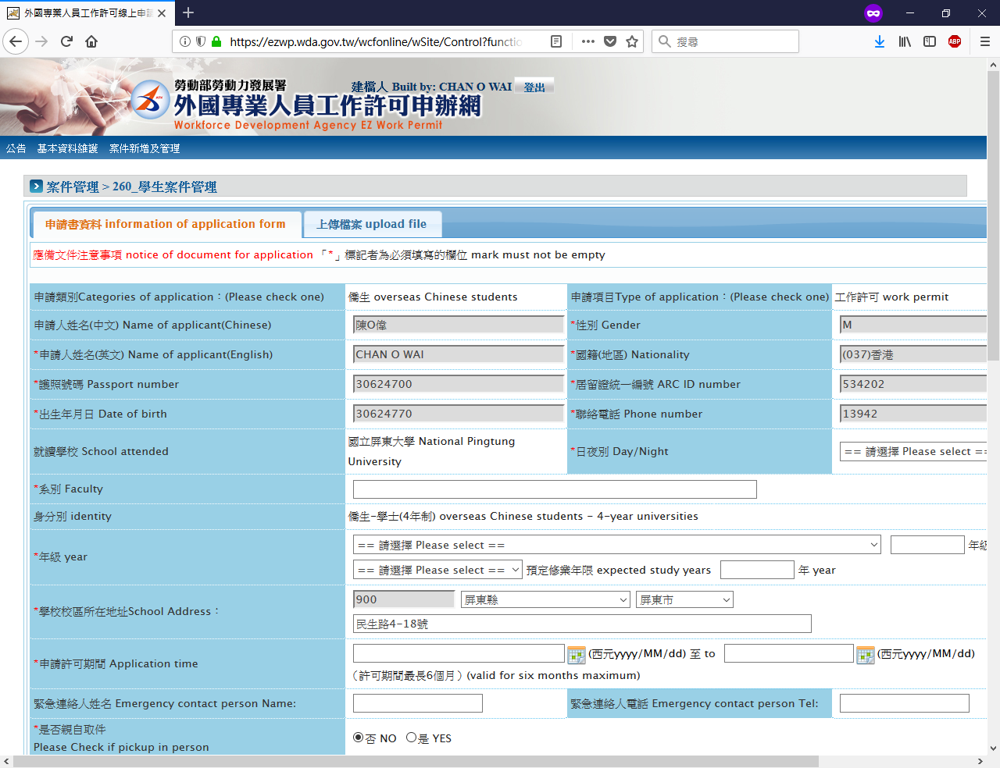 外國專業人員工作許可線上申請
https://ezwp.wda.gov.tw/wcfonline/wSite/Control?functio
搜尋
ABP
勞動部勞動力發展署
建檔人 Built by: CHAN O WAI 登出
外國專業人員工作許可申辦網
Workforce Development Agency EZ Work Permit
公告 基本資料維護 案件新增及管理
案件管理 > 260_學生案件管理
申請書資料 information of application form 上傳檔案 upload file
應備文件注意事項 notice of document for application 「*」標記者為必須填寫的欄位 mark must not be empty
申請類別Categories of application：(Please check one) 僑生 overseas Chinese students 申請項目Type of application：(Please check one) 工作許可 work permit
申請人姓名(中文) Name of applicant(Chinese) 陳O偉 *性別 Gender M
*申請人姓名(英文) Name of applicant(English) CHAN O WAI *國籍(地區) Nationality (037)香港
*護照號碼 Passport number 30624700 *居留證統一編號 ARC ID number 534202
*出生年月日 Date of birth 30624770 *聯絡電話 Phone number 13942
就讀學校 School attended 國立屏東大學 National Pingtung University *日夜別 Day/Night == 請選擇 Please select ==
*系別 Faculty
身分別 identity 僑生-學士(4年制) overseas Chinese students - 4-year universities
*年級 year == 請選擇 Please select == 年級
== 請選擇 Please select == 預定修業年限 expected study years 年 year
*學校校區所在地址School Address： 900 屏東縣 屏東市
民生路4-18號
*申請許可期間 Application time (西元yyyy/MM/dd) 至 to (西元yyyy/MM/dd)
（許可期間最長6個月）(valid for six months maximum)
緊急連絡人姓名 Emergency contact person Name: 緊急連絡人電話 Emergency contact person Tel:
*是否親自取件
Please Check if pickup in person 否 NO 是 YES